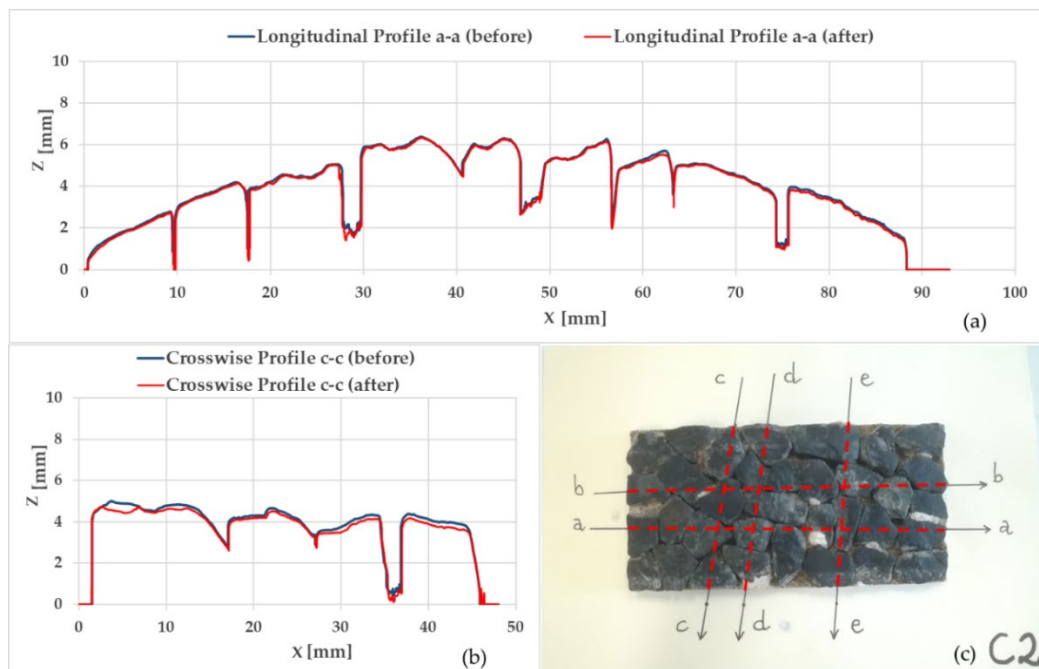 Longitudinal Profile a-a (before) Longitudinal Profile a-a (after)
10
8
6
4
2
0
Z [mm]
0 10 20 30 40 50 60 70 80 90 100
X [mm]
(a)
Crosswise Profile c-c (before)
Crosswise Profile c-c (after)
10
8
6
4
2
0
Z [mm]
0 10 20 30 40 50
X [mm]
(b)
c d e
b b
a a
c d e
(c) C2